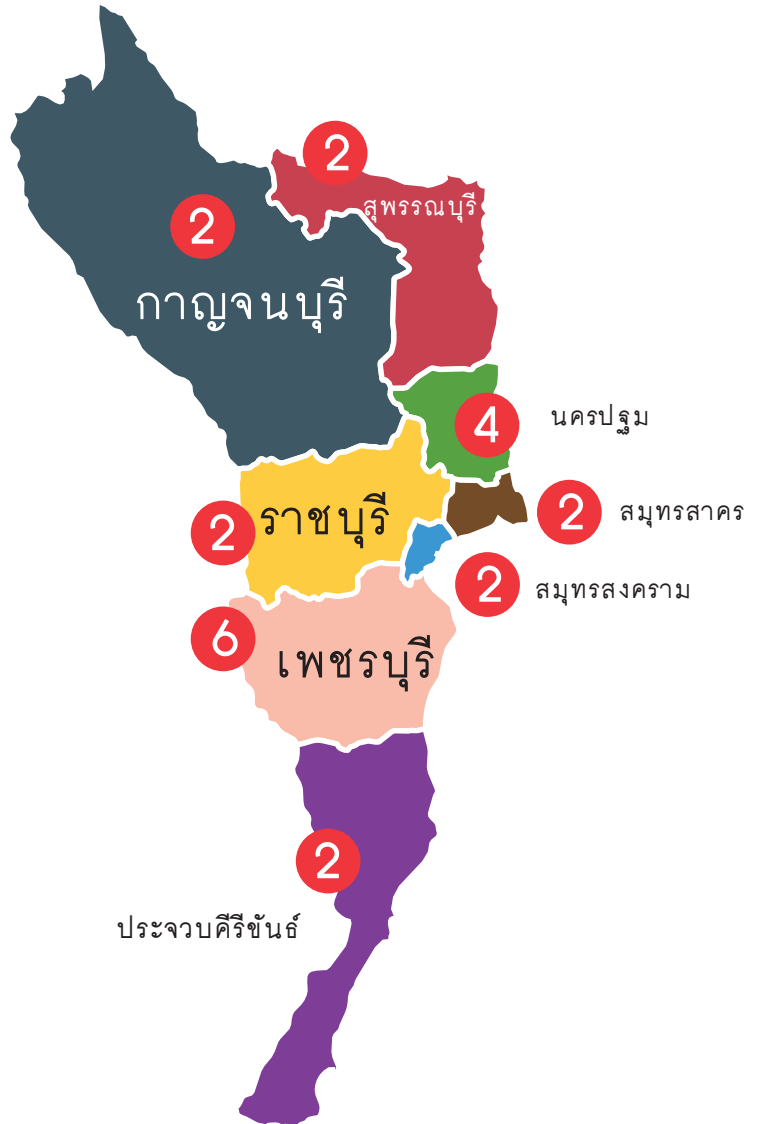 2
สุพรรณบุรี
2
กาญจนบุรี
4
นครปฐม
2
ราชบุรี
2
สมุทรสาคร
2
สมุทรสงคราม
6
เพชรบุรี
2
ประจวบคีรีขันธ์